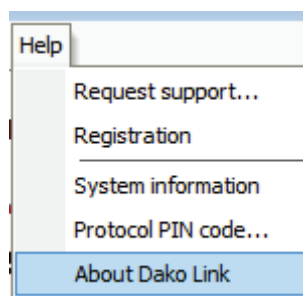 Help
Request support...
Registration
System information
Protocol PIN code...
About Dako Link